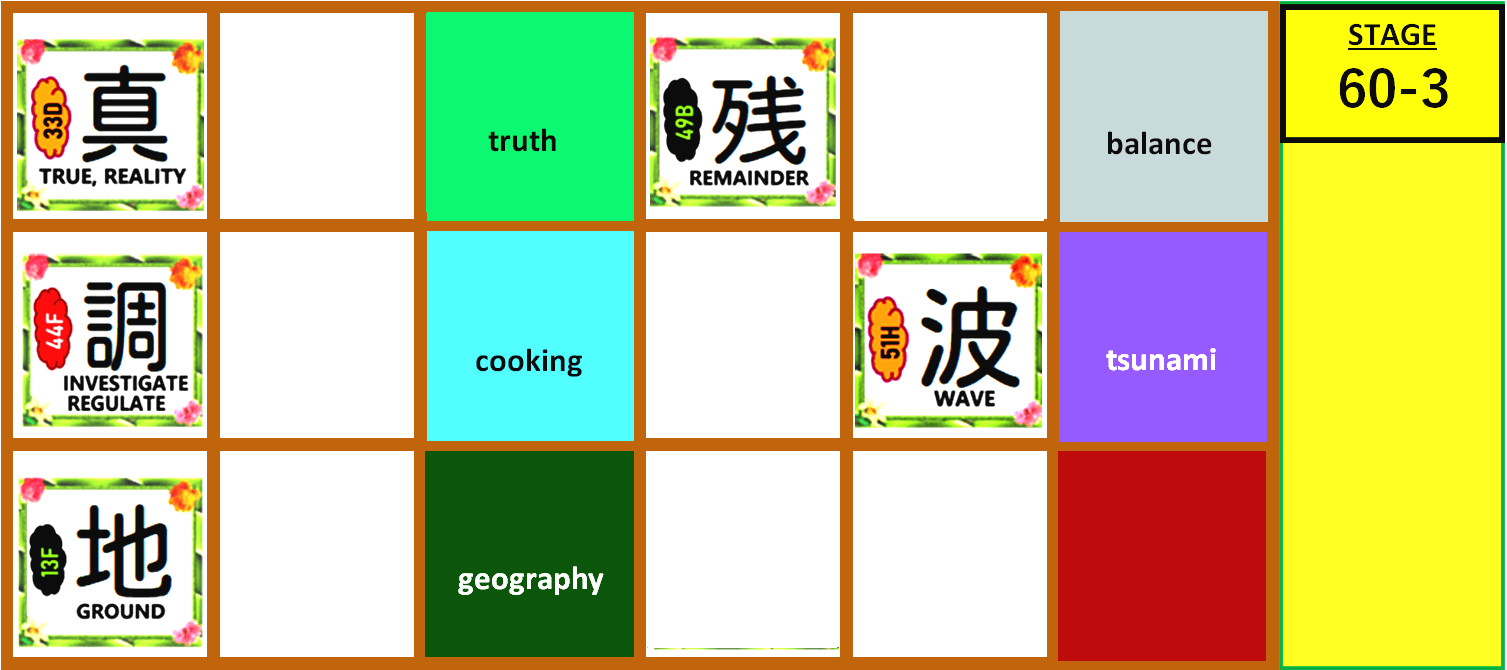 STAGE
60-3
33D
真
TRUE, REALITY
truth
49B
残
REMAINDER
balance
44F
調
INVESTIGATE
REGULATE
cooking
51H
波
WAVE
tsunami
13F
地
GROUND
geography